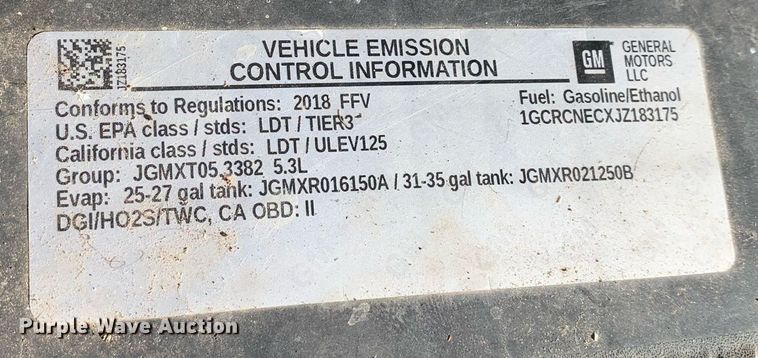 JZ183175
VEHICLE EMISSION
CONTROL INFORMATION
GM
GENERAL
MOTORS
LLC
Conforms to Regulations: 2018 FFV
Fuel: Gasoline/Ethanol
U.S. EPA class / stds: LDT / TIER3
1GCRCNECXJZ183175
California class / stds: LDT / ULEV125
Group: JGMXT05.3382 5.3L
Evap: 25-27 gal tank: JGMXR016150A / 31-35 gal tank: JGMXR021250B
DGI/HO2S/TWC, CA OBD: II
Purple Wave Auction